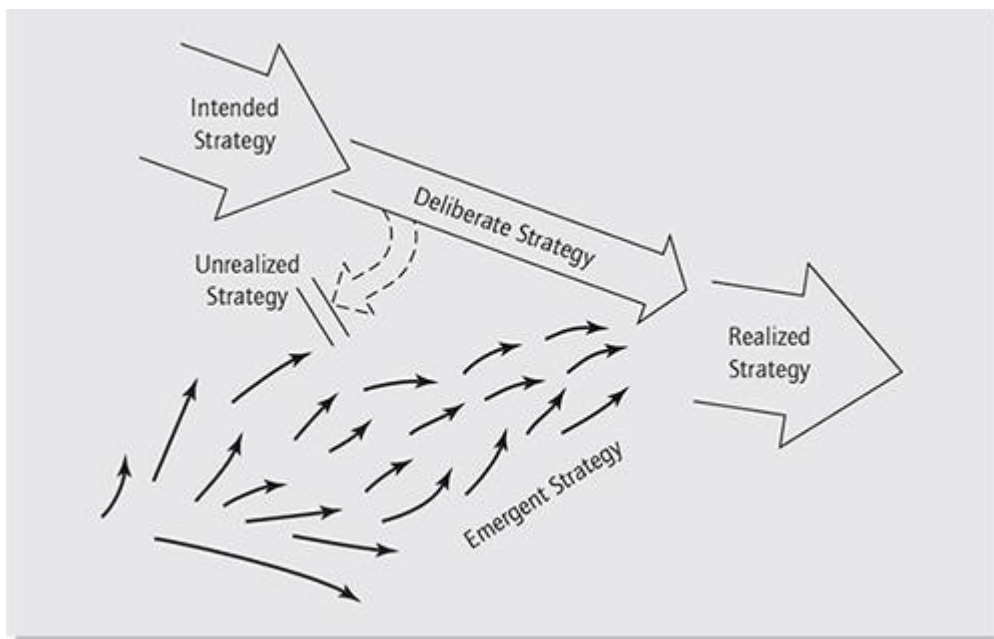 Intended
Strategy
Deliberate Strategy
Unrealized
Strategy
Realized
Strategy
Emergent Strategy